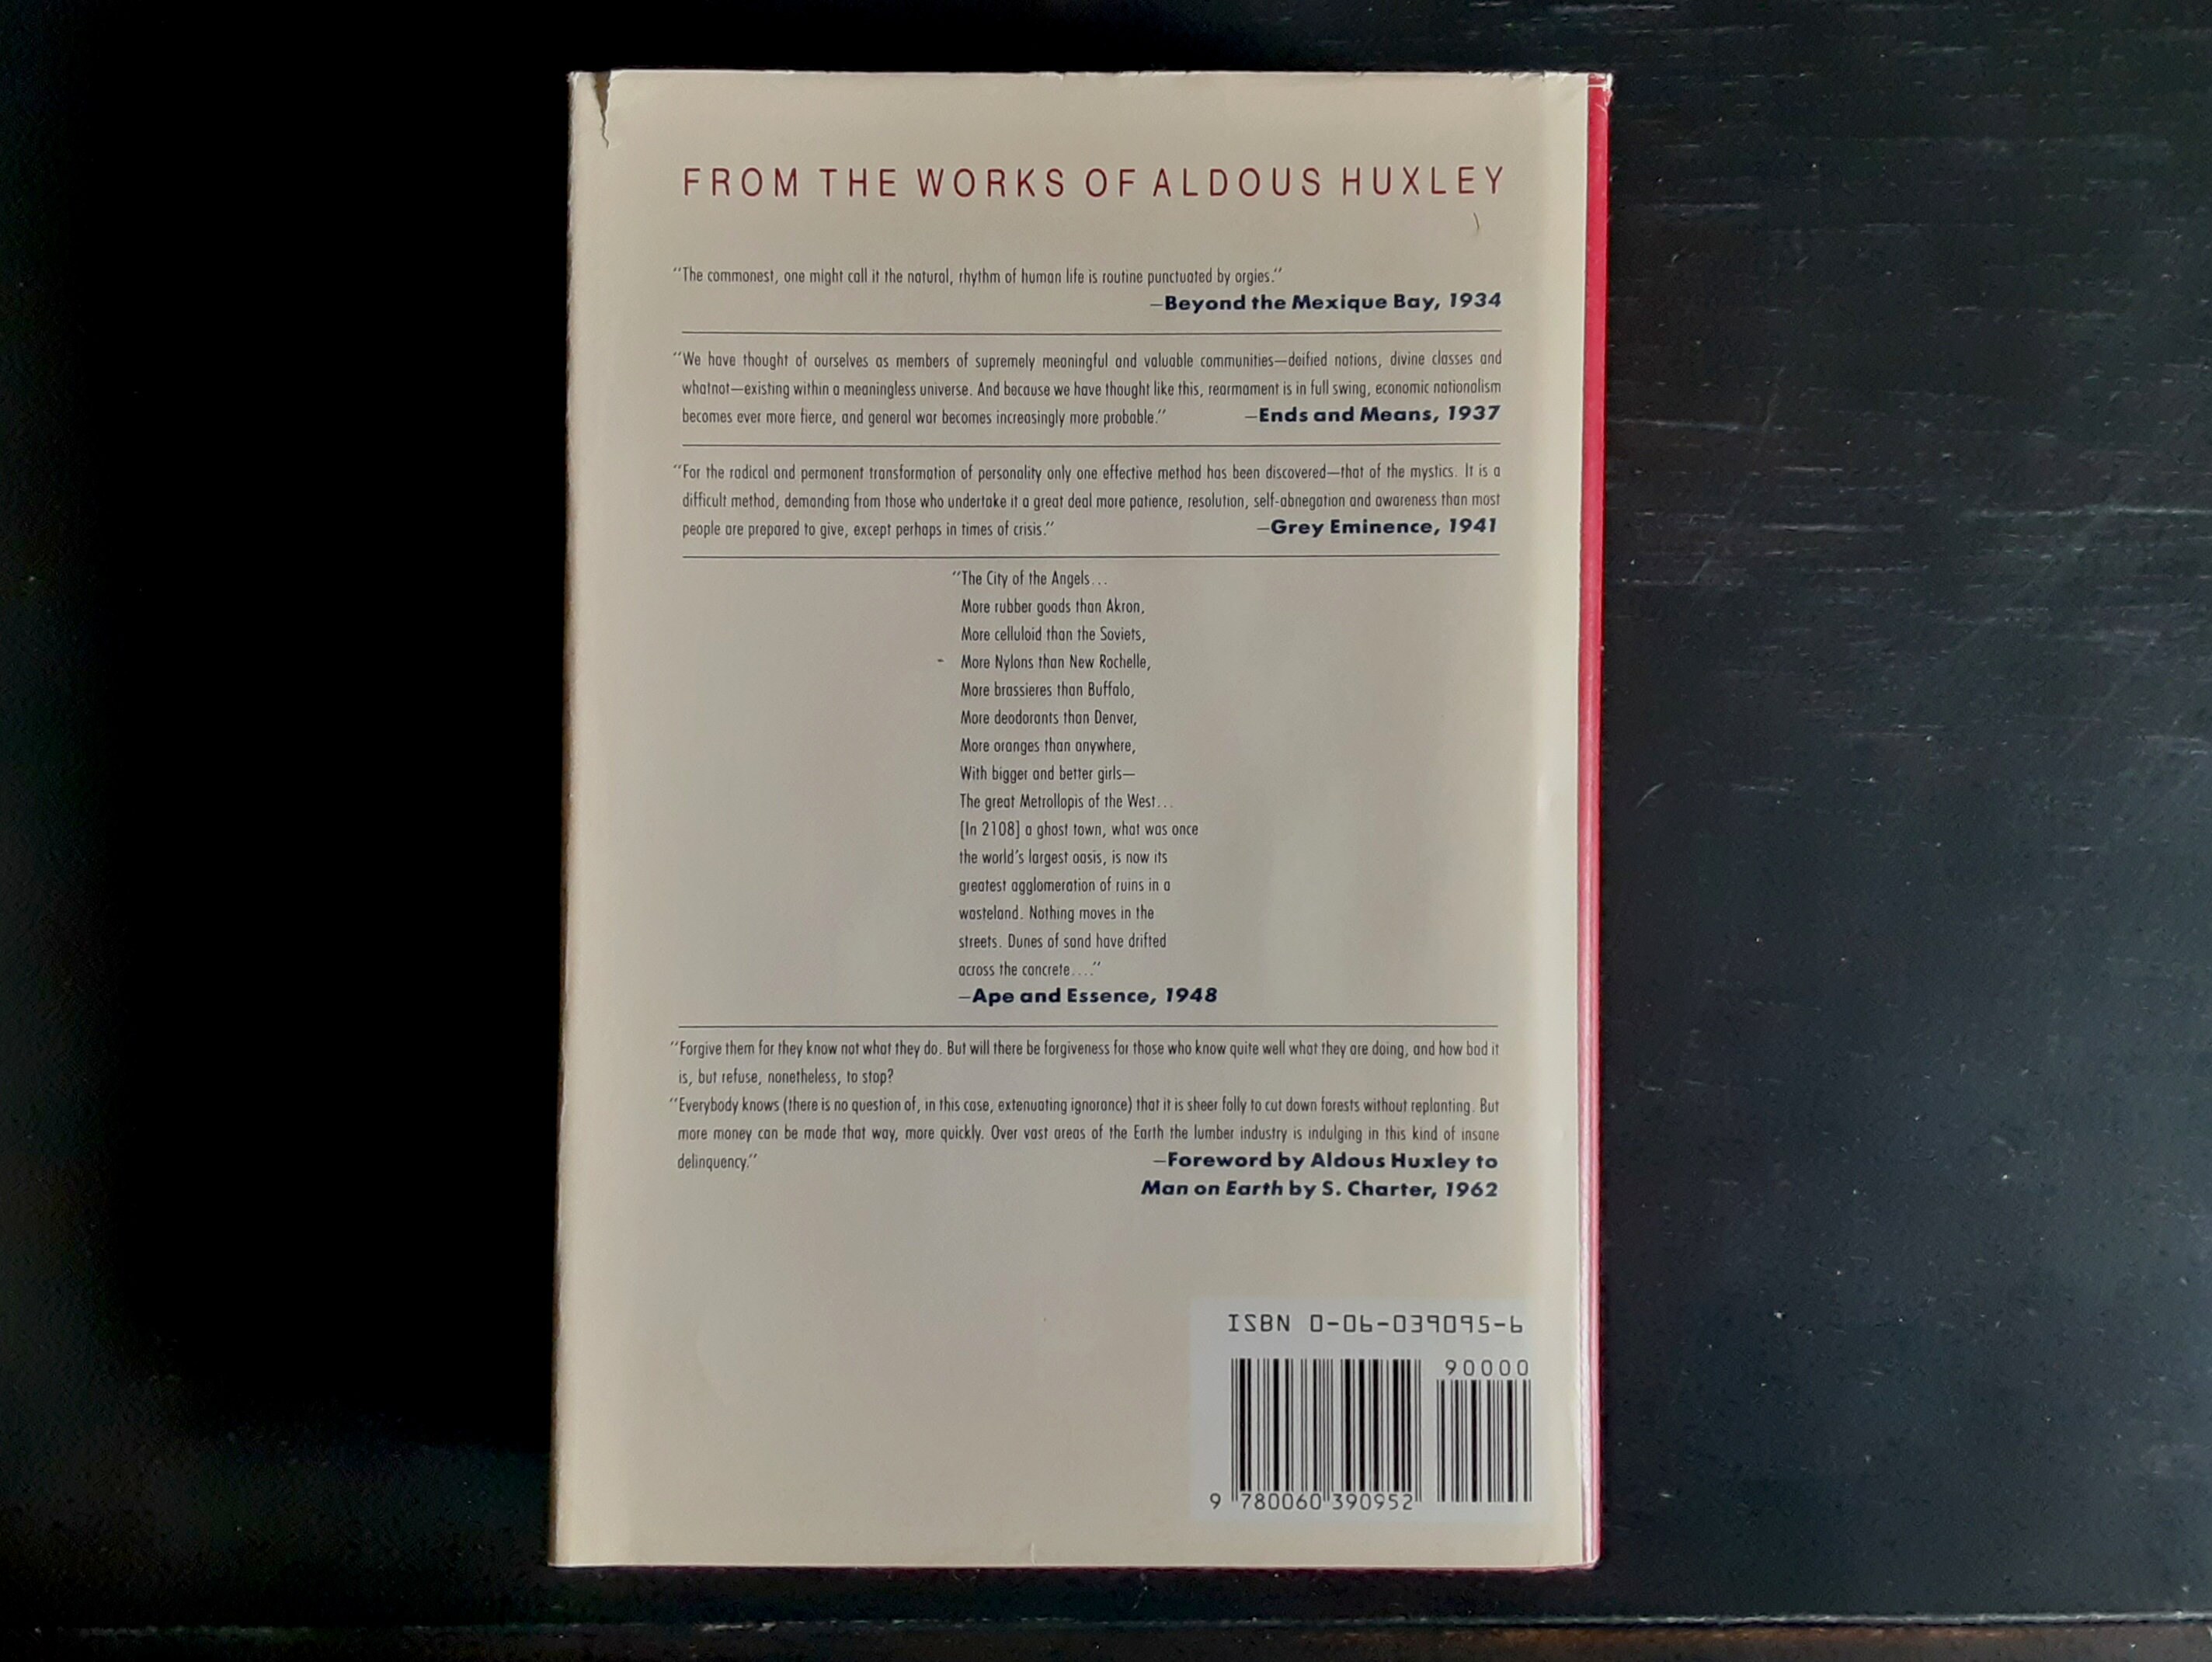 FROM THE WORKS OF ALDOUS HUXLEY
“The commonest, one might call it the natural, rhythm of human life is routine punctuated by orgies.”
—Beyond the Mexique Bay, 1934
“We have thought of ourselves as members of supremely meaningful and valuable communities—deified nations, divine classes and
whatnot—existing within a meaningless universe. And because we have thought like this, rearmament is in full swing, economic nationalism
becomes ever more fierce, and general war becomes increasingly more probable.” —Ends and Means, 1937
“For the radical and permanent transformation of personality only one effective method has been discovered—that of the mystics. It is a
difficult method, demanding from those who undertake it a great deal more patience, resolution, self-abnegation and awareness than most
people are prepared to give, except perhaps in times of crisis.” —Grey Eminence, 1941
“The City of the Angels...
More rubber goods than Akron,
More celluloid than the Soviets,
More Nylons than New Rochelle,
More brassieres than Buffalo,
More deodorants than Denver,
More oranges than anywhere,
With bigger and better girls—
The great Metrollopis of the West...
[In 2108] a ghost town, what was once
the world's largest oasis, is now its
greatest agglomeration of ruins in a
wasteland. Nothing moves in the
streets. Dunes of sand have drifted
across the concrete....”
—Ape and Essence, 1948
“Forgive them for they know not what they do. But will there be forgiveness for those who know quite well what they are doing, and how bad it
is, but refuse, nonetheless, to stop?
“Everybody knows (there is no question of, in this case, extenuating ignorance) that it is sheer folly to cut down forests without replanting. But
more money can be made that way, more quickly. Over vast areas of the Earth the lumber industry is indulging in this kind of insane
delinquency.” —Foreword by Aldous Huxley to
Man on Earth by S. Charter, 1962
ISBN 0-06-039095-6
90000
9 780060 390952